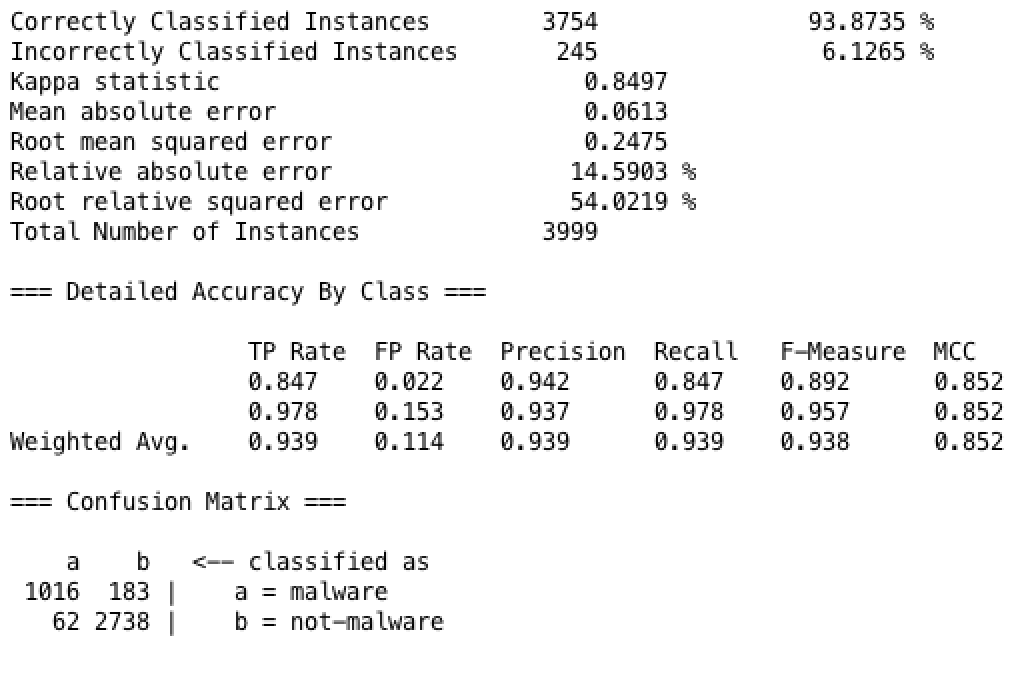 Correctly Classified Instances        3754               93.8735 %
Incorrectly Classified Instances       245                6.1265 %
Kappa statistic                          0.8497
Mean absolute error                      0.0613
Root mean squared error                  0.2475
Relative absolute error                 14.5903 %
Root relative squared error             54.0219 %
Total Number of Instances             3999
=== Detailed Accuracy By Class ===
                 TP Rate  FP Rate  Precision  Recall   F-Measure  MCC
                 0.847    0.022    0.942      0.847    0.892      0.852
                 0.978    0.153    0.937      0.978    0.957      0.852
Weighted Avg.    0.939    0.114    0.939      0.939    0.938      0.852
=== Confusion Matrix ===
    a    b   <-- classified as
 1016  183 |    a = malware
   62 2738 |    b = not-malware